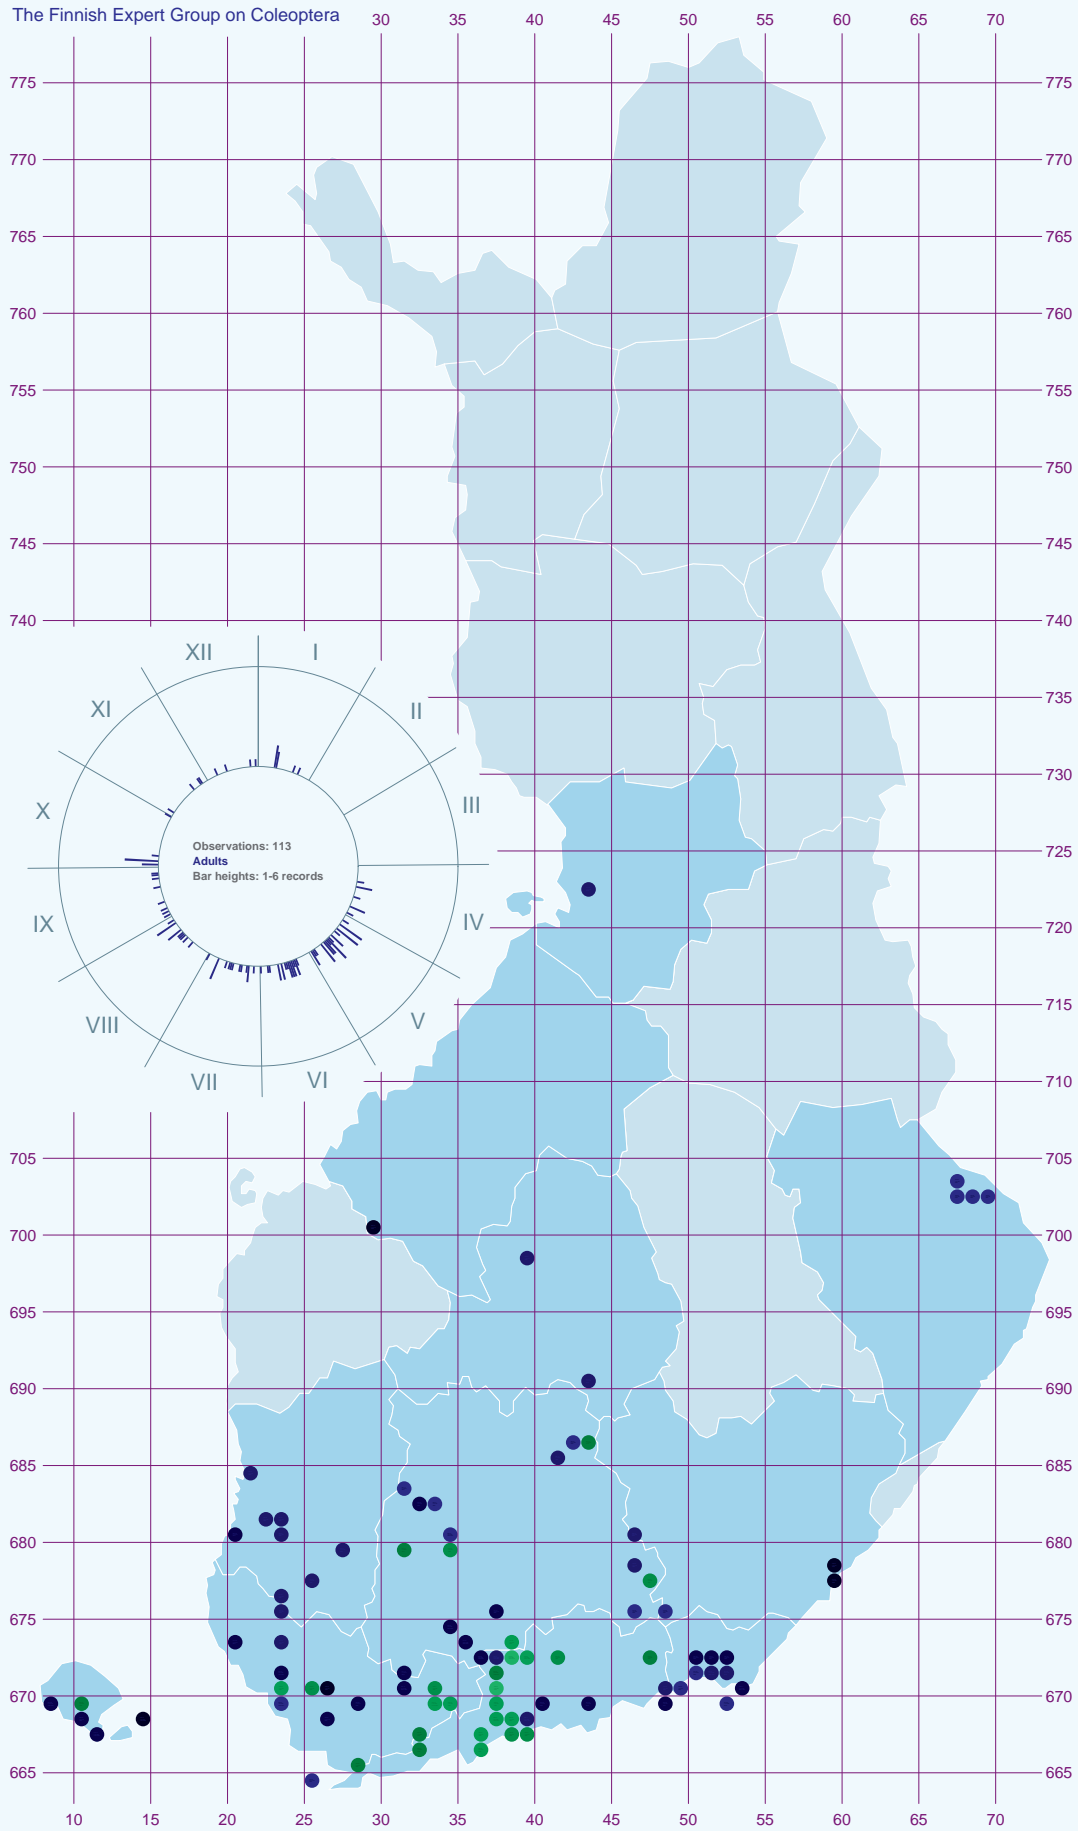 The Finnish Expert Group on Coleoptera
30 40 45 50 55 60 70
775 775
770 770
765 765
760 760
755 755
750 750
745 745
740 740
XII I
XI II
735
730
X III
Observations: 113
Adults
Bar heights: 1-6 records
725
IX IV 720
715
VIII V
VII VI
710
705 705
700 700
695 695
690 690
685 685
680 680
675 675
670 670
665 665
10 15 20 25 30 35 40 45 50 55 60 65 70